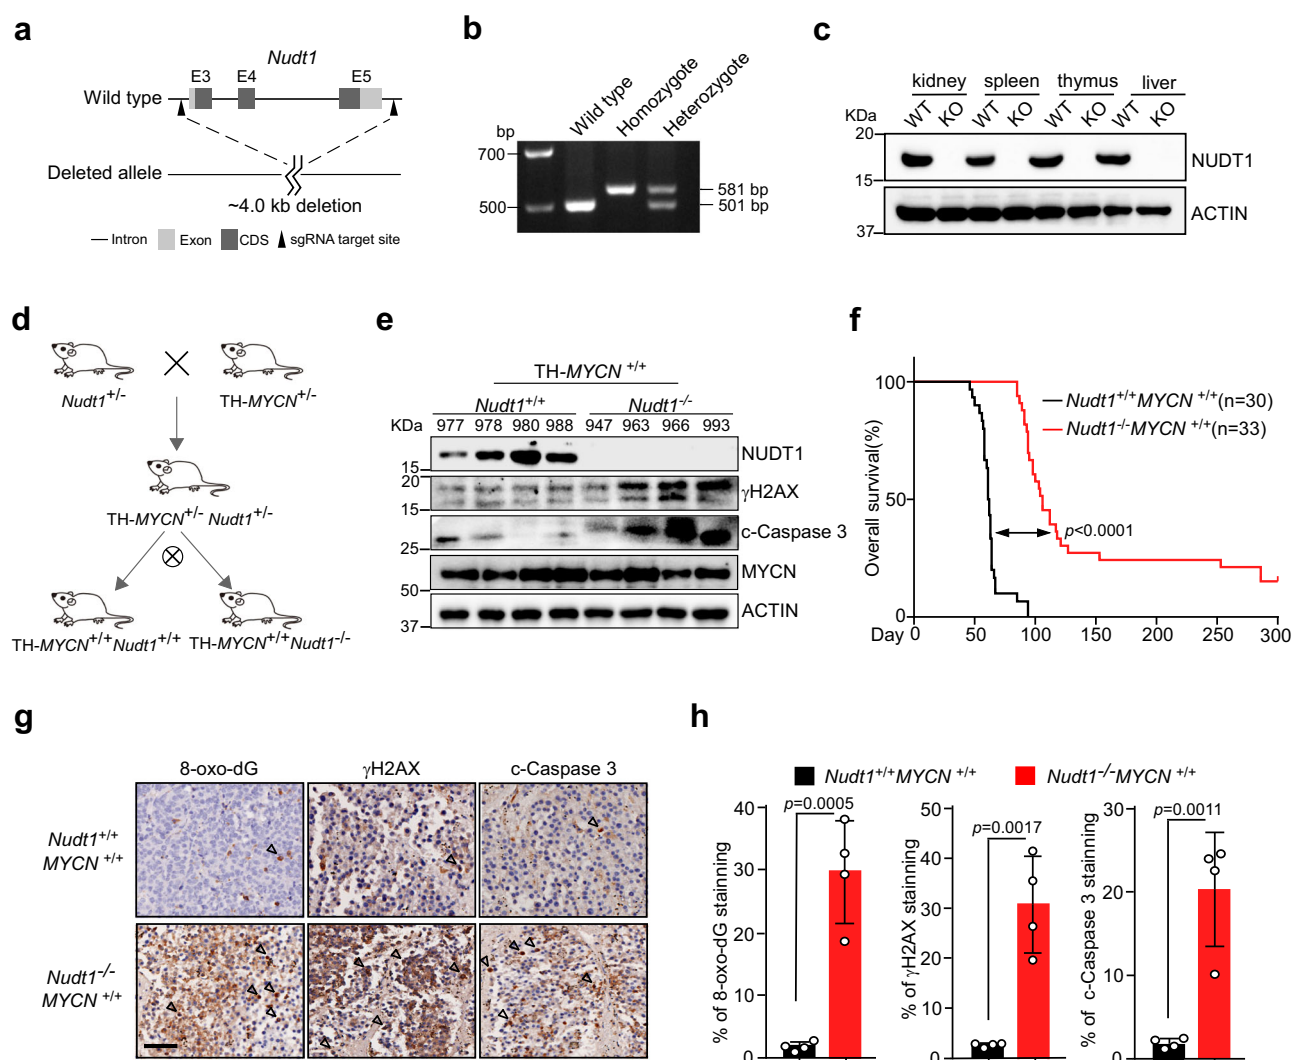 a
Nudt1
E3 E4 E5
Wild type
Deleted allele
~4.0 kb deletion
Intron Exon CDS sgRNA target site
b
Wild type Homozygote Heterozygote
bp
700
500
581 bp
501 bp
c
kidney spleen thymus liver
WT KO WT KO WT KO WT KO
KDa
20
15
NUDT1
37
ACTIN
d
Nudt1+/-
TH-MYCN+/-
TH-MYCN+/- Nudt1+/-
TH-MYCN+/+Nudt1+/+
TH-MYCN+/+Nudt1-/-
e
TH-MYCN +/+
Nudt1+/+ Nudt1-/-
KDa 977 978 980 988 947 963 966 993
15
NUDT1
20
15
γH2AX
25
c-Caspase 3
50
MYCN
37
ACTIN
f
Overall survival(%)
100
50
0
Day 0 50 100 150 200 250 300
Nudt1+/+MYCN +/+(n=30)
Nudt1-/-MYCN +/+(n=33)
p<0.0001
g
8-oxo-dG γH2AX c-Caspase 3
Nudt1+/+
MYCN +/+
Nudt1-/-
MYCN +/+
h
Nudt1+/+MYCN +/+ Nudt1-/-MYCN +/+
% of 8-oxo-dG stainning
40
30
20
10
0
p=0.0005
% of γH2AX stainning
50
40
30
20
10
0
p=0.0017
% of c-Caspase 3 stainning
30
20
10
0
p=0.0011